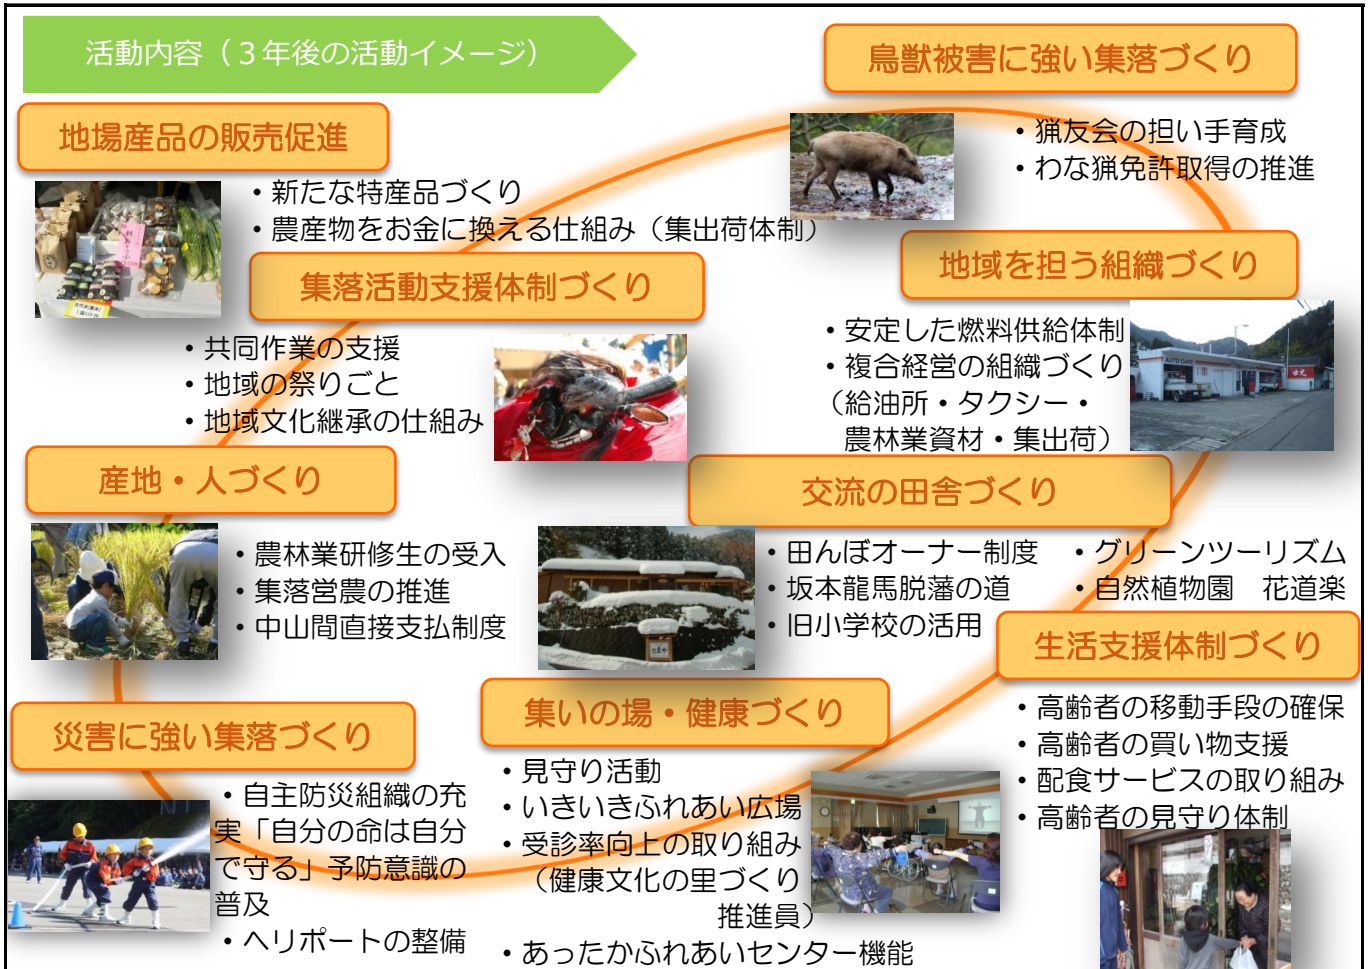 活動内容（３年後の活動イメージ）
鳥獣被害に強い集落づくり
・猟友会の担い手育成
・わな猟免許取得の推進
地場産品の販売促進
・新たな特産品づくり
・農産物をお金に換える仕組み（集出荷体制）
集落活動支援体制づくり
・共同作業の支援
・地域の祭りごと
・地域文化継承の仕組み
地域を担う組織づくり
・安定した燃料供給体制
・複合経営の組織づくり
（給油所・タクシー・
農林業資材・集出荷）
AUTO CARE
産地・人づくり
・農林業研修生の受入
・集落営農の推進
・中山間直接支払制度
交流の田舎づくり
・田んぼオーナー制度
・坂本龍馬脱藩の道
・旧小学校の活用
・グリーンツーリズム
・自然植物園　花道楽
生活支援体制づくり
・高齢者の移動手段の確保
・高齢者の買い物支援
・配食サービスの取り組み
・高齢者の見守り体制
災害に強い集落づくり
・自主防災組織の充
実「自分の命は自分
で守る」予防意識の
普及
・ヘリポートの整備
集いの場・健康づくり
・見守り活動
・いきいきふれあい広場
・受診率向上の取り組み
（健康文化の里づくり
推進員）
・あったかふれあいセンター機能